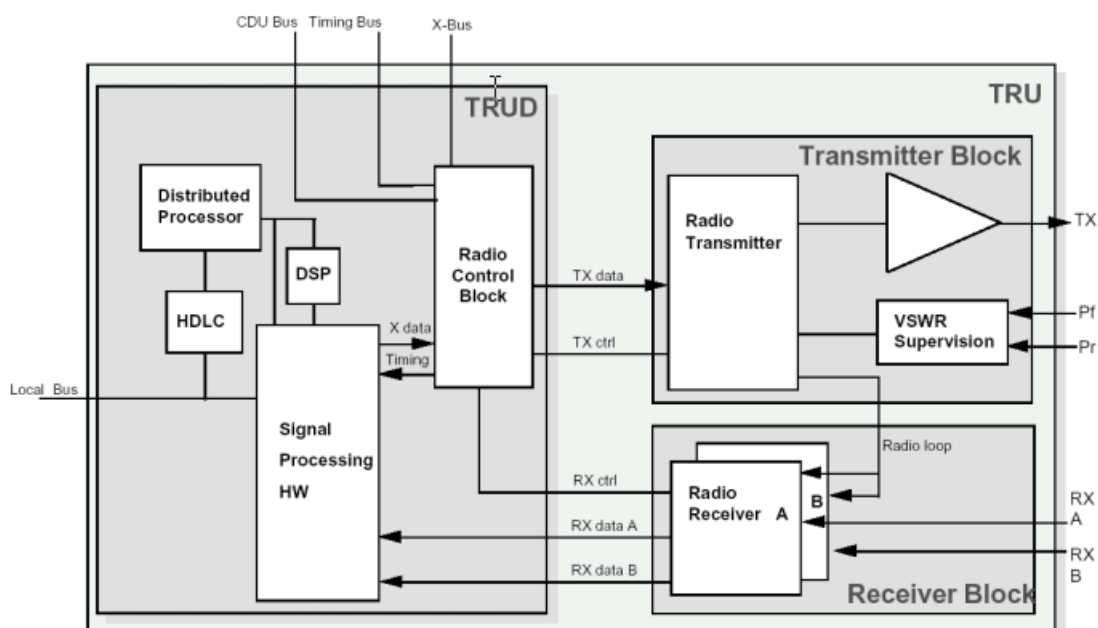 CDU Bus Timing Bus X-Bus
TRUD
TRU
Transmitter Block
Distributed
Processor
DSP
HDLC
Radio
Control
Block
Radio
Transmitter
TX
TX data
TX ctrl
VSWR
Supervision
Pf
Pr
X data
Timing
Local Bus
Signal
Processing
HW
Radio loop
RX ctrl
RX data A
RX data B
Radio
Receiver A
B
RX
A
RX
B
Receiver Block